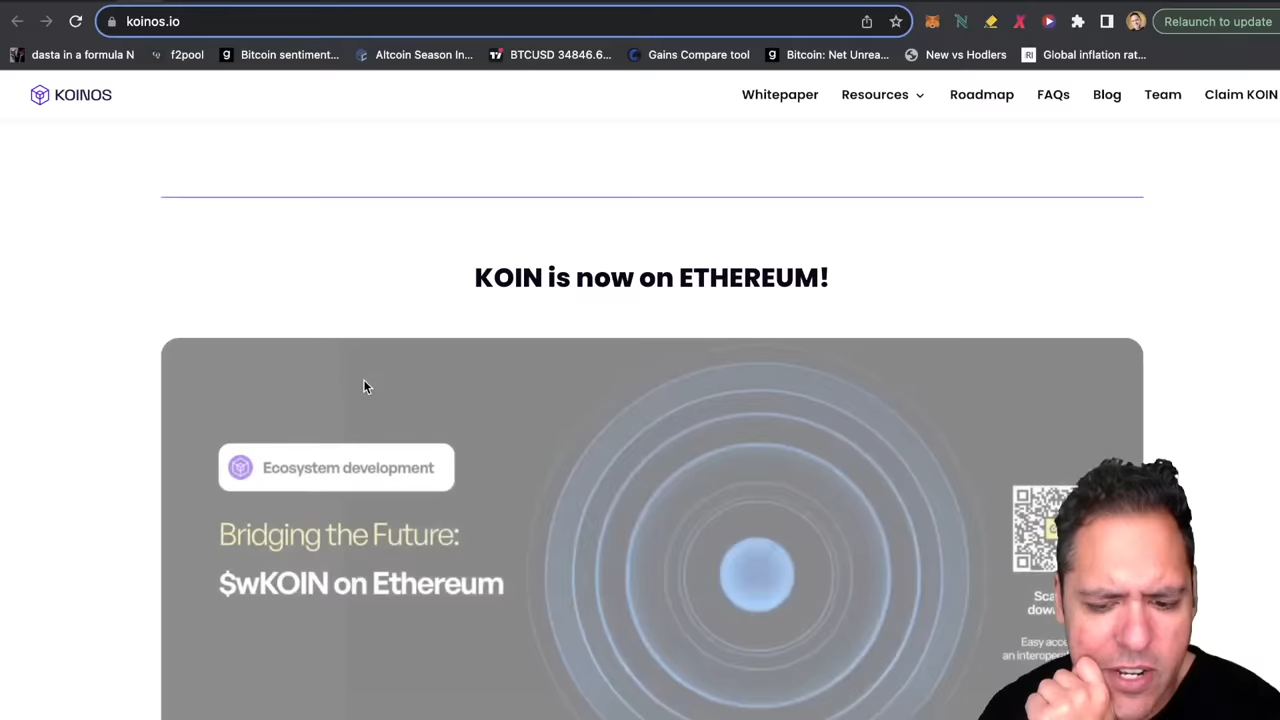 koinos.io
Relaunch to update
dasta in a formula N
f2pool
Bitcoin sentiment...
Altcoin Season In...
BTCUSD 34846.6...
Gains Compare tool
Bitcoin: Net Unrea...
New vs Hodlers
RI
Global inflation rat...
KOINOS
Whitepaper
Resources
Roadmap
FAQs
Blog
Team
Claim KOIN
KOIN is now on ETHEREUM!
Ecosystem development
Bridging the Future:
$wKOIN on Ethereum